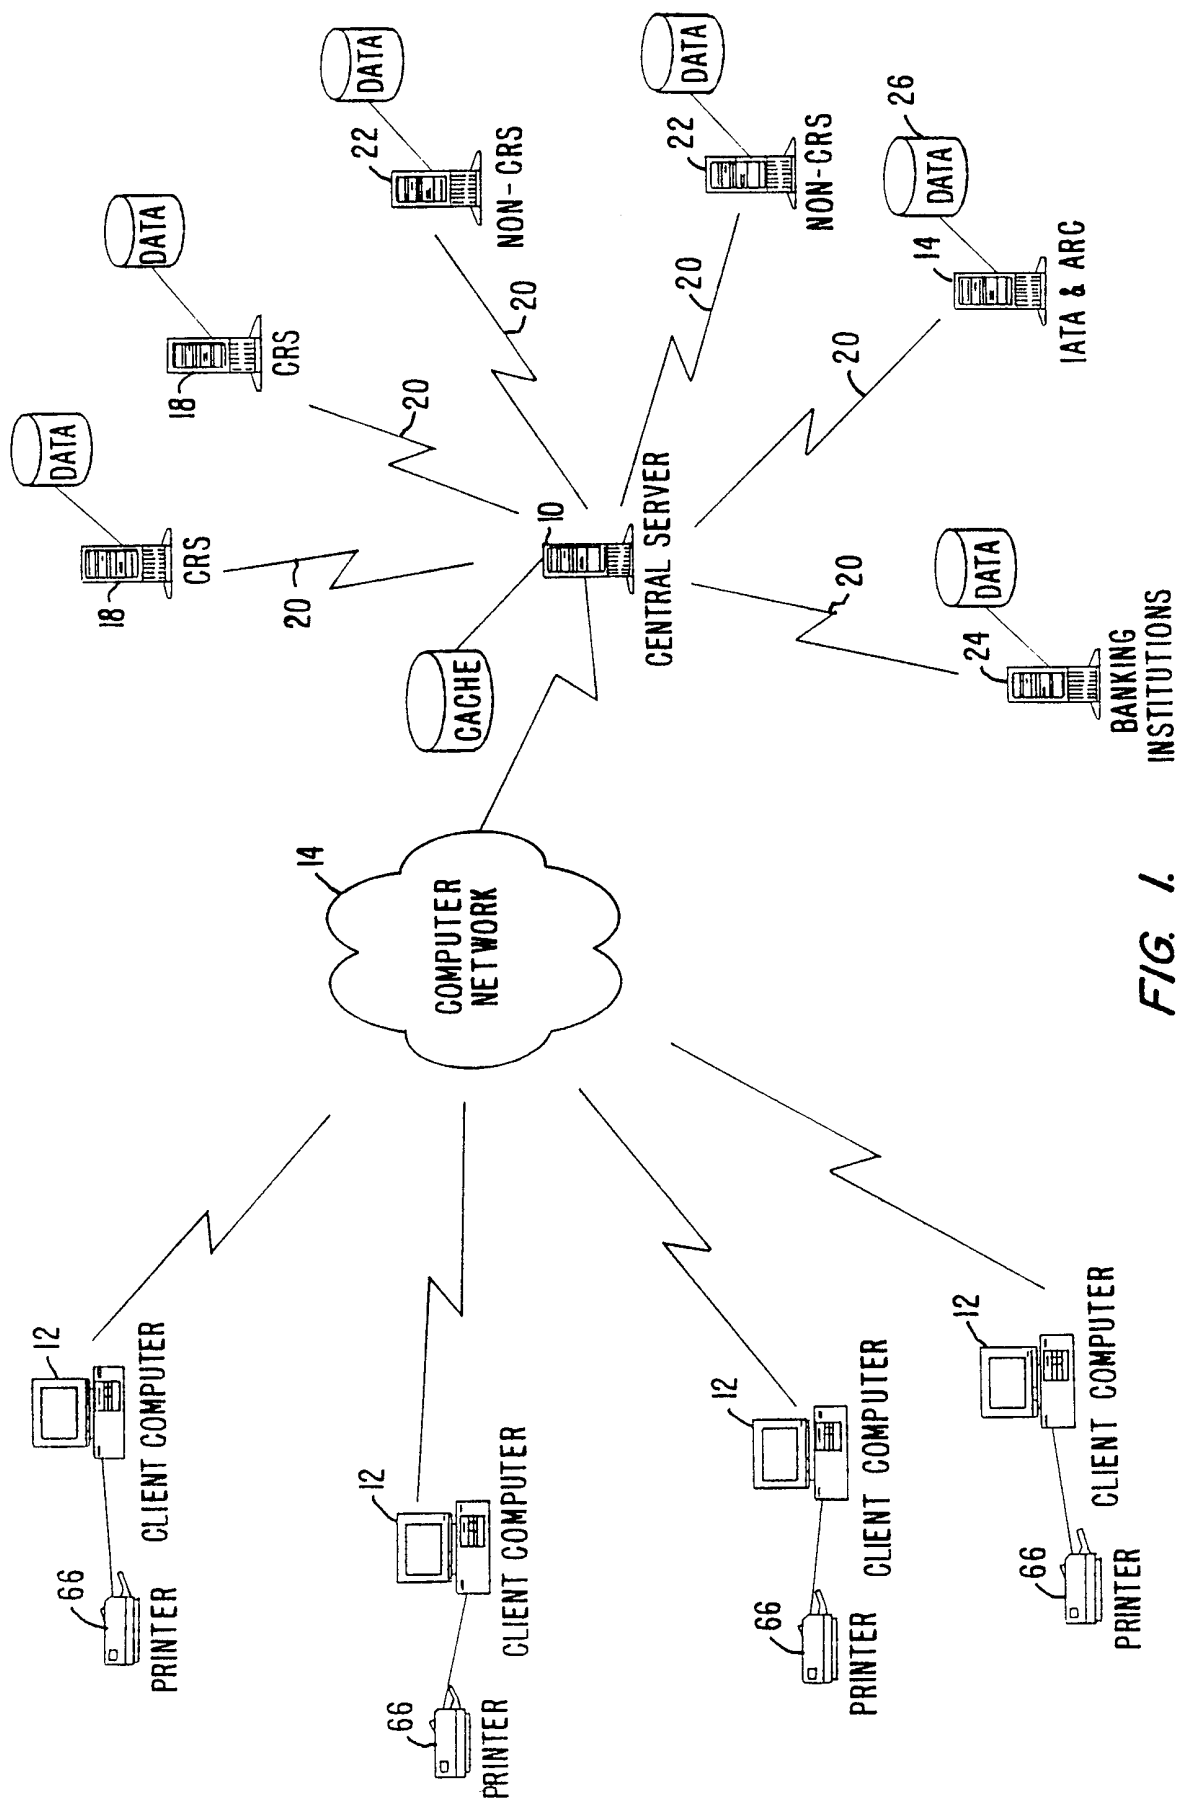 66
PRINTER
12
CLIENT COMPUTER
66
PRINTER
12
CLIENT COMPUTER
66
PRINTER
12
CLIENT COMPUTER
66
PRINTER
12
CLIENT COMPUTER
14
COMPUTER
NETWORK
CACHE
10
CENTRAL SERVER
DATA
18
CRS
20
DATA
18
CRS
20
DATA
22
NON-CRS
20
DATA
22
NON-CRS
20
DATA
26
14
IATA & ARC
20
DATA
24
BANKING
INSTITUTIONS
20
FIG. 1.